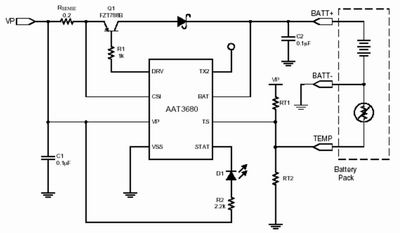 VP
RSENSE
0.2
Q1
FZT788B
BATT+
C2
0.1µF
R1
1k
DRV
TX2
CSI
BAT
AAT3680
VP
TS
VSS
STAT
VP
RT1
BATT-
TEMP
C1
0.1µF
D1
R2
2.2k
RT2
Battery
Pack